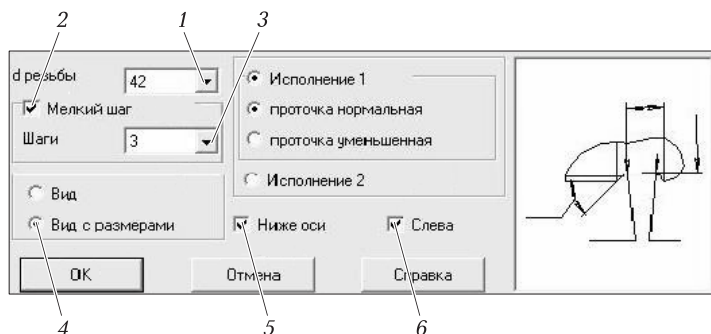 2 1 3
d резьбы 42
Исполнение 1
Мелкий шаг
проточка нормальная
Шаги 3
проточка уменьшенная
Исполнение 2
Вид
Вид с размерами
Ниже оси
Слева
OK Отмена Справка
4 5 6